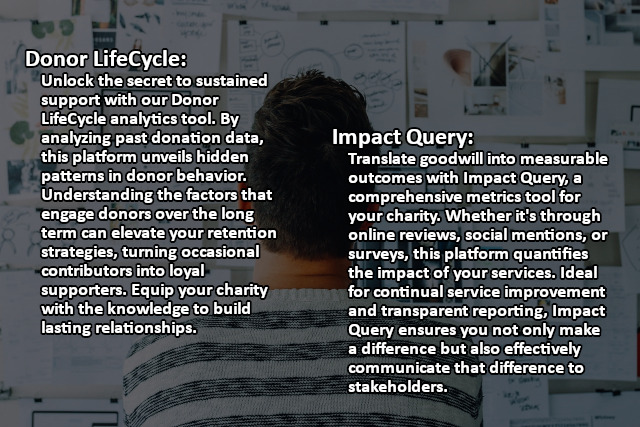 Donor LifeCycle:
Unlock the secret to sustained
support with our Donor
LifeCycle analytics tool. By
analyzing past donation data,
this platform unveils hidden
patterns in donor behavior.
Understanding the factors that
engage donors over the long
term can elevate your retention
strategies, turning occasional
contributors into loyal
supporters. Equip your charity
with the knowledge to build
lasting relationships.
Impact Query:
Translate goodwill into measurable
outcomes with Impact Query, a
comprehensive metrics tool for
your charity. Whether it's through
online reviews, social mentions, or
surveys, this platform quantifies
the impact of your services. Ideal
for continual service improvement
and transparent reporting, Impact
Query ensures you not only make
a difference but also effectively
communicate that difference to
stakeholders.